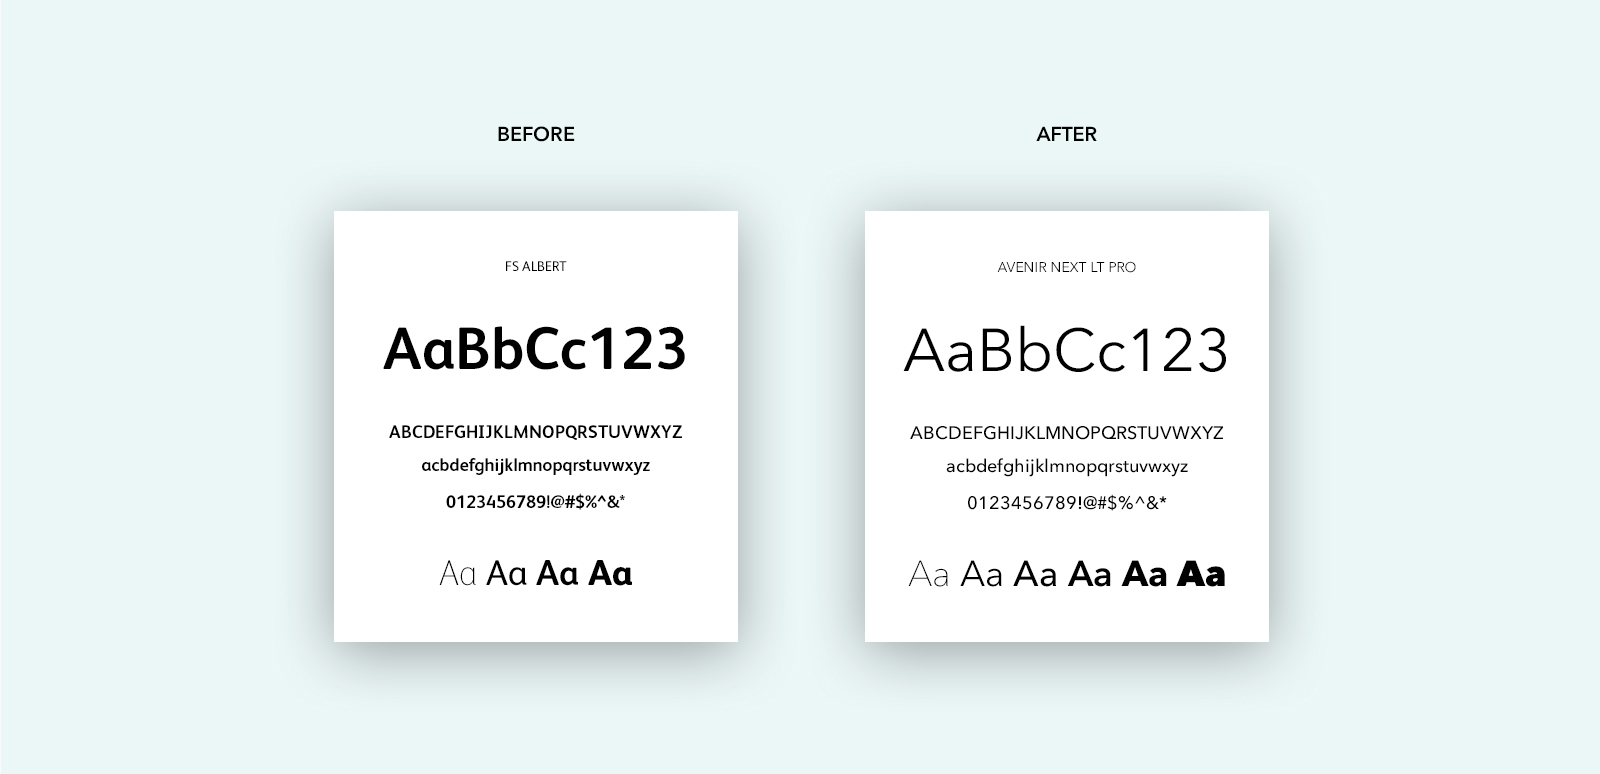 BEFORE
FS ALBERT
AaBbCc123
ABCDEFGHIJKLMNOPQRSTUVWXYZ
acbdefghijklmnopqrstuvwxyz
0123456789!@#$%^&*
Aa Aa Aa Aa
AFTER
AVENIR NEXT LT PRO
AaBbCc123
ABCDEFGHIJKLMNOPQRSTUVWXYZ
acbdefghijklmnopqrstuvwxyz
0123456789!@#$%^&*
Aa Aa Aa Aa Aa Aa